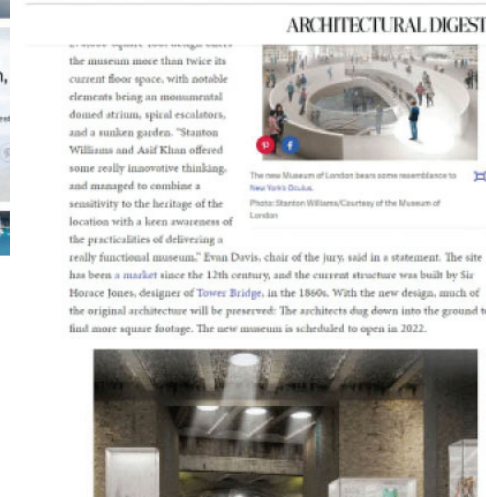 ARCHITECTURAL DIGEST
the museum more than twice its
current floor space, with notable
elements being an monumental
domed atrium, spiral escalators,
and a sunken garden. "Stanton
Williams and Asif Khan offered
some really innovative thinking,
and managed to combine a
sensitivity to the heritage of the
location with a keen awareness of
the practicalities of delivering a
The new Museum of London bears some resemblance to
New York's Oculus.
Photo: Stanton Williams/Courtesy of the Museum of
London
really functional museum," Evan Davis, chair of the jury, said in a statement. The site
has been a market since the 12th century, and the current structure was built by Sir
Horace Jones, designer of Tower Bridge, in the 1860s. With the new design, much of
the original architecture will be preserved: The architects dug down into the ground
find more square footage. The new museum is scheduled to open in 2022.